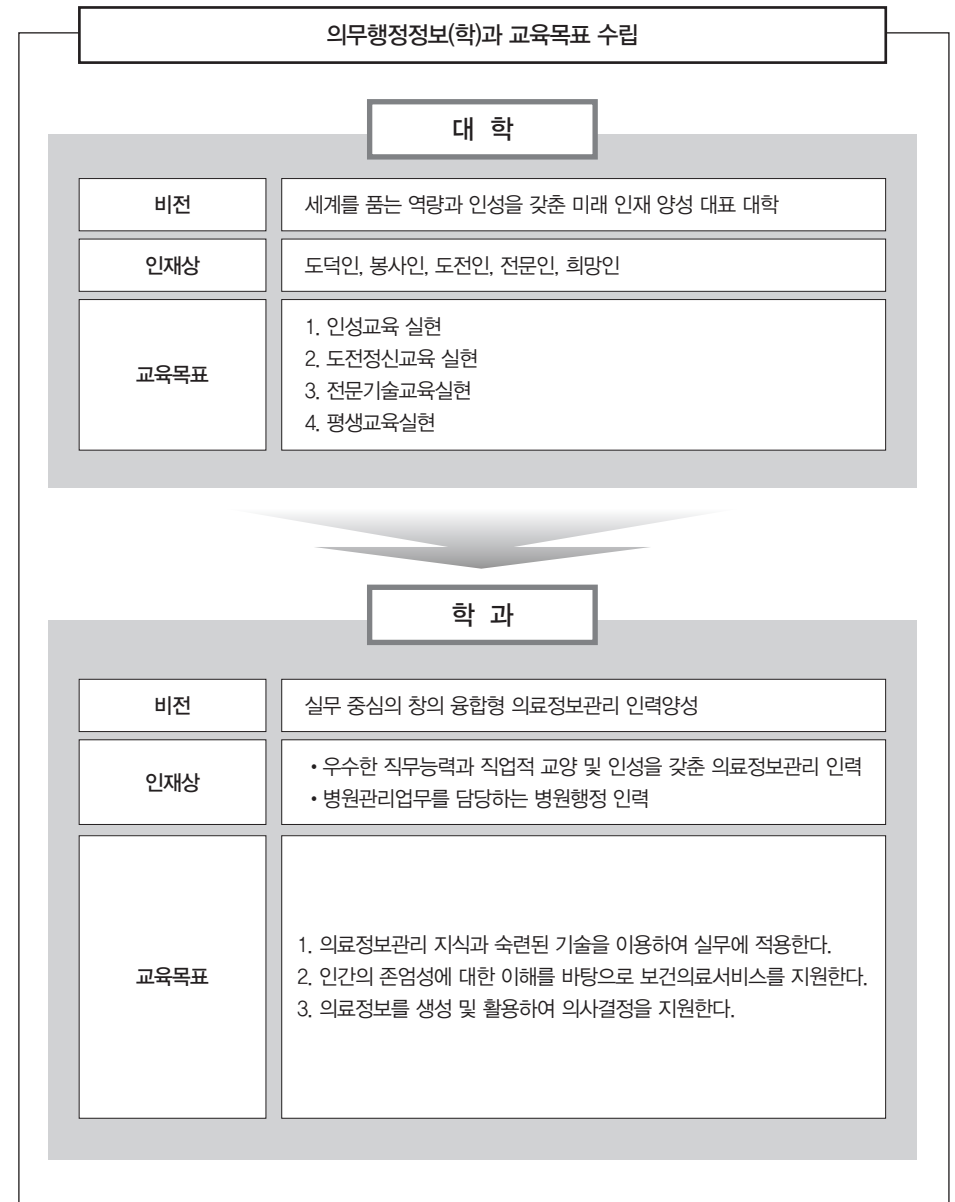 의무행정정보(학)과 교육목표 수립
대 학
비전
세계를 품는 역량과 인성을 갖춘 미래 인재 양성 대표 대학
인재상
도덕인, 봉사인, 도전인, 전문인, 희망인
교육목표
1. 인성교육 실현
2. 도전정신교육 실현
3. 전문기술교육실현
4. 평생교육실현
학 과
비전
실무 중심의 창의 융합형 의료정보관리 인력양성
인재상
•우수한 직무능력과 직업적 교양 및 인성을 갖춘 의료정보관리 인력
•병원관리업무를 담당하는 병원행정 인력
교육목표
1. 의료정보관리 지식과 숙련된 기술을 이용하여 실무에 적용한다.
2. 인간의 존엄성에 대한 이해를 바탕으로 보건의료서비스를 지원한다.
3. 의료정보를 생성 및 활용하여 의사결정을 지원한다.